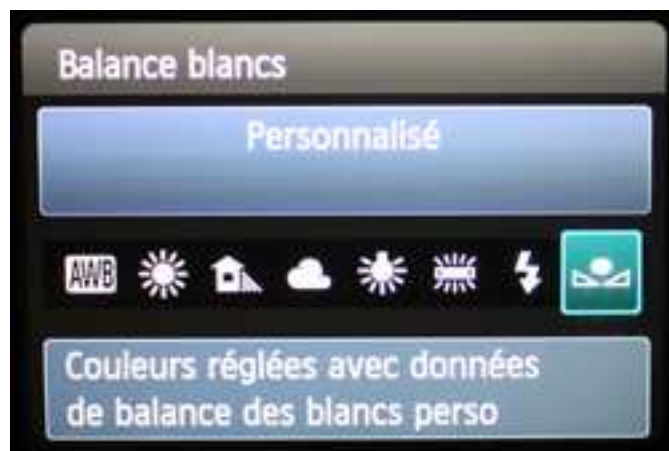 Balance blancs
Personnalisé
AWB
Couleurs réglées avec données
de balance des blancs perso